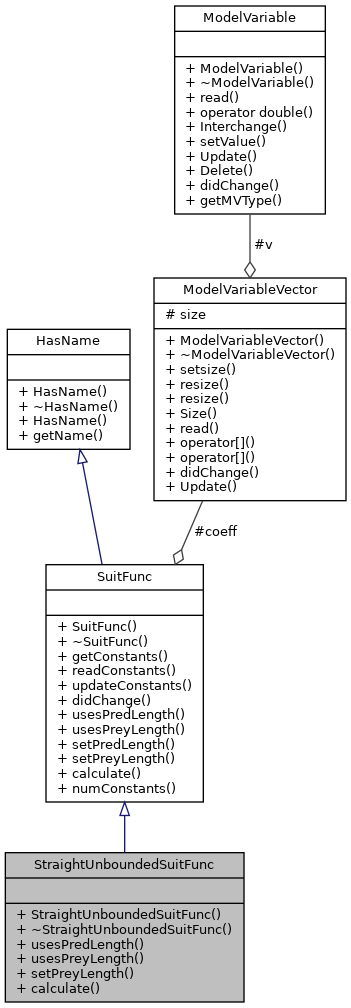 ModelVariable
+ ModelVariable()
+ ~ModelVariable()
+ read()
+ operator double()
+ Interchange()
+ setValue()
+ Update()
+ Delete()
+ didChange()
+ getMVType()
#v
ModelVariableVector
# size
+ ModelVariableVector()
+ ~ModelVariableVector()
+ setsize()
+ resize()
+ resize()
+ Size()
+ read()
+ operator[]()
+ operator[]()
+ didChange()
+ Update()
HasName
+ HasName()
+ ~HasName()
+ HasName()
+ getName()
#coeff
SuitFunc
+ SuitFunc()
+ ~SuitFunc()
+ getConstants()
+ readConstants()
+ updateConstants()
+ didChange()
+ usesPredLength()
+ usesPreyLength()
+ setPredLength()
+ setPreyLength()
+ calculate()
+ numConstants()
StraightUnboundedSuitFunc
+ StraightUnboundedSuitFunc()
+ ~StraightUnboundedSuitFunc()
+ usesPredLength()
+ usesPreyLength()
+ setPreyLength()
+ calculate()